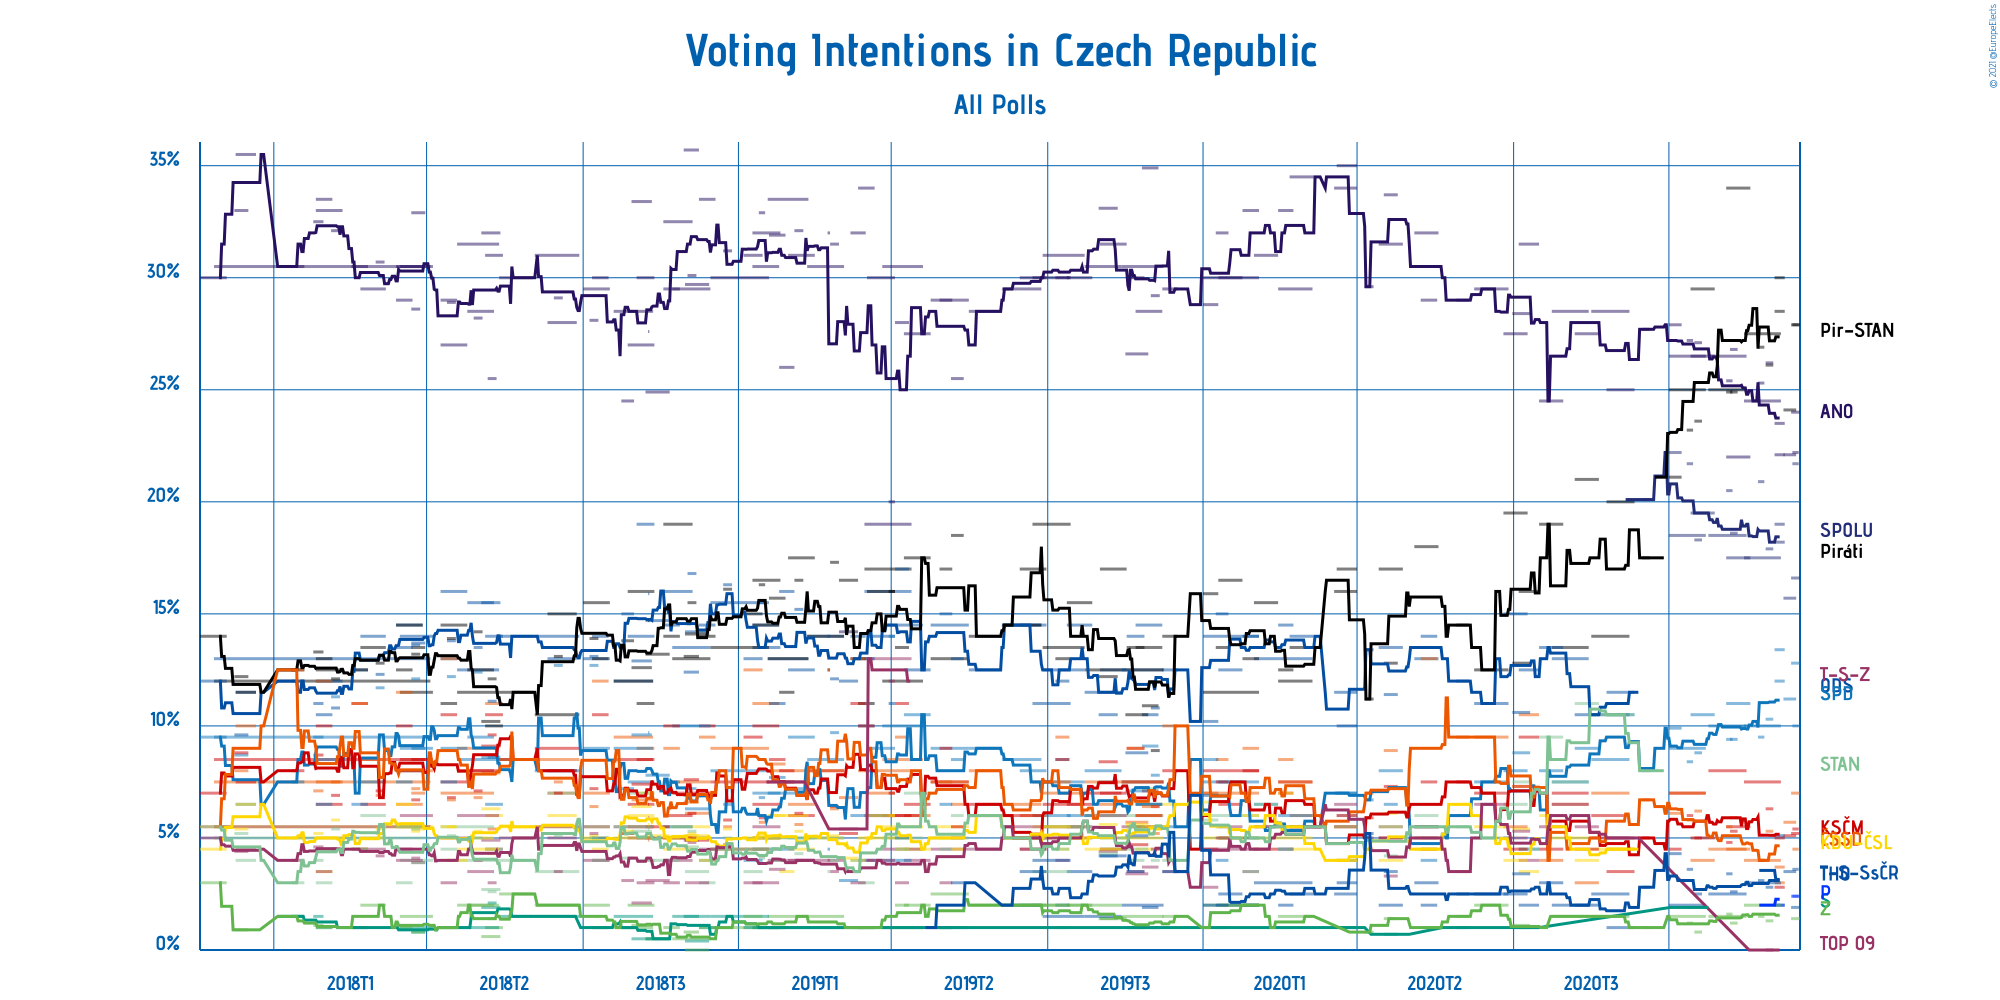 © 2021 @EuropeElects
Voting Intentions in Czech Republic
All Polls
35%
30%
25%
20%
15%
10%
5%
0%
Pir-STAN
ANO
SPOLU
Piráti
T-S-Z
ODS
SPD
STAN
KSČM
ČSSD
KDU-ČSL
THO
P
Z
TOP 09
2018T1
2018T2
2018T3
2019T1
2019T2
2019T3
2020T1
2020T2
2020T3